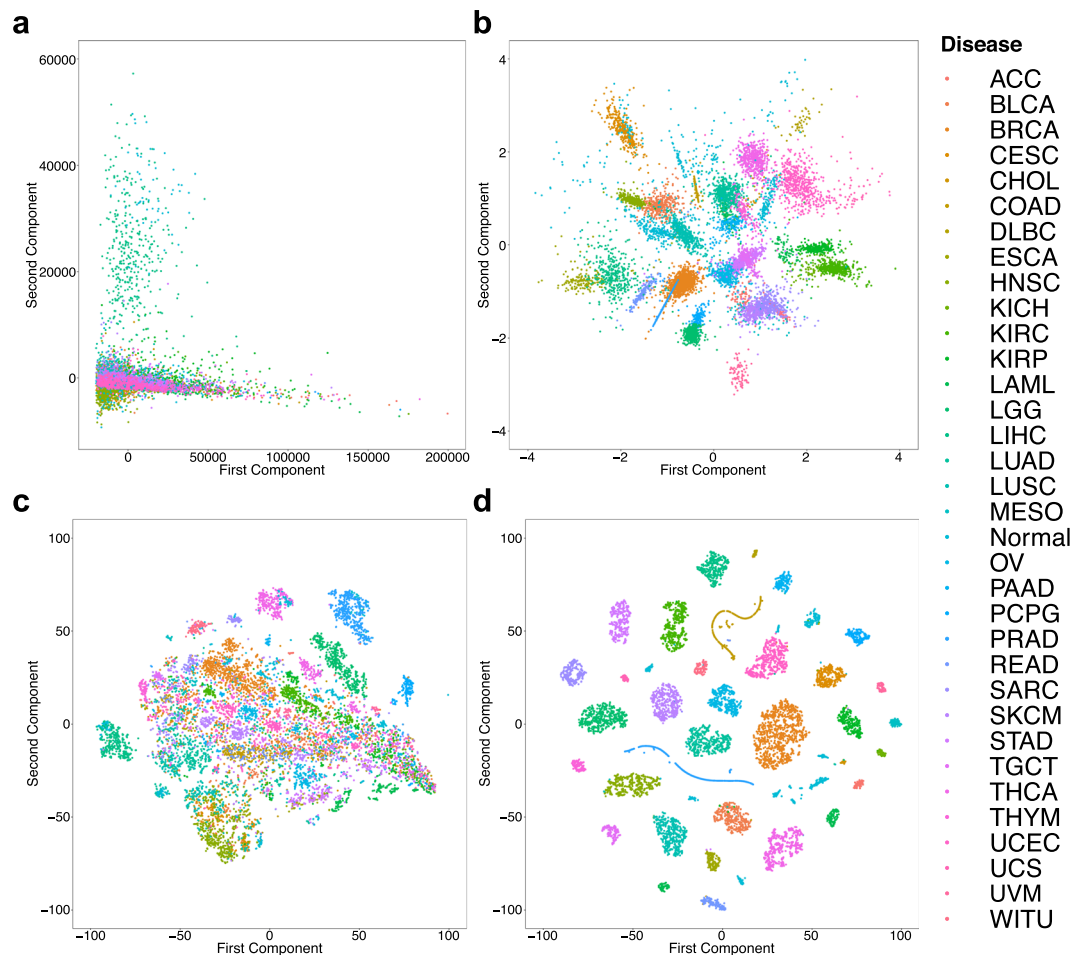 a
60000
40000
20000
0
Second Component
0
50000
100000
150000
200000
First Component
b
4
2
0
−2
−4
Second Component
−4
−2
0
2
4
First Component
c
100
50
0
−50
−100
Second Component
−100
−50
0
50
100
First Component
d
100
50
0
−50
−100
Second Component
−100
−50
0
50
100
First Component
Disease
ACC
BLCA
BRCA
CESC
CHOL
COAD
DLBC
ESCA
HNSC
KICH
KIRC
KIRP
LAML
LGG
LIHC
LUAD
LUSC
MESO
Normal
OV
PAAD
PCPG
PRAD
READ
SARC
SKCM
STAD
TGCT
THCA
THYM
UCEC
UCS
UVM
WITU